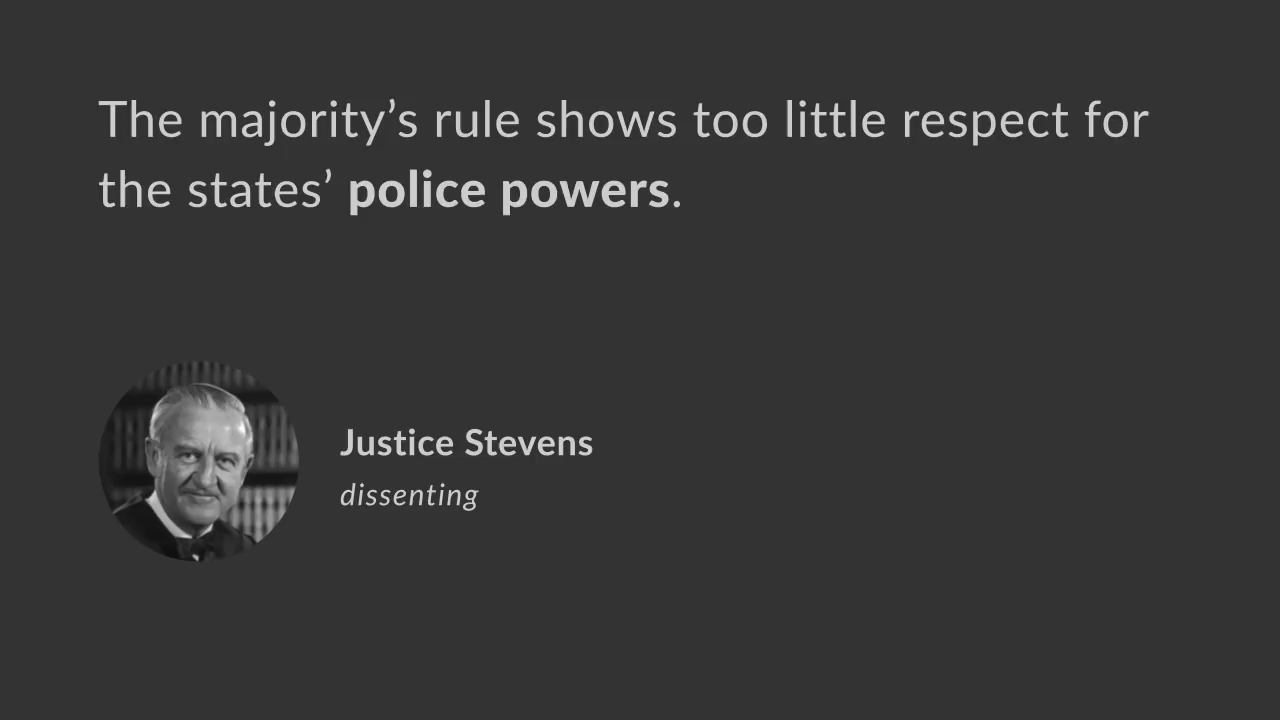 The majority’s rule shows too little respect for
the states’ police powers.
Justice Stevens
dissenting